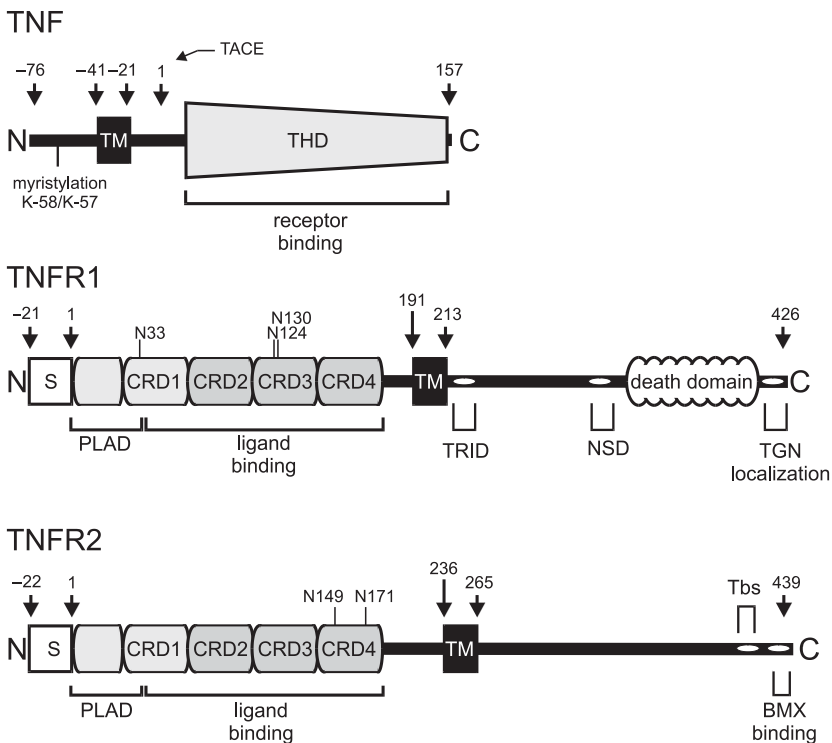 TNF
TACE
–76 –41 –21 1 157
N TM THD C
myristylation
K-58/K-57
receptor
binding
TNFR1
–21 1 N33 N130 191 213 426
N124
N S CRD1 CRD2 CRD3 CRD4 TM death domain C
PLAD ligand
binding
TRID NSD TGN
localization
TNFR2
–22 1 N149 N171 236 265 Tbs 439
N S CRD1 CRD2 CRD3 CRD4 TM C
PLAD ligand
binding
BMX
binding